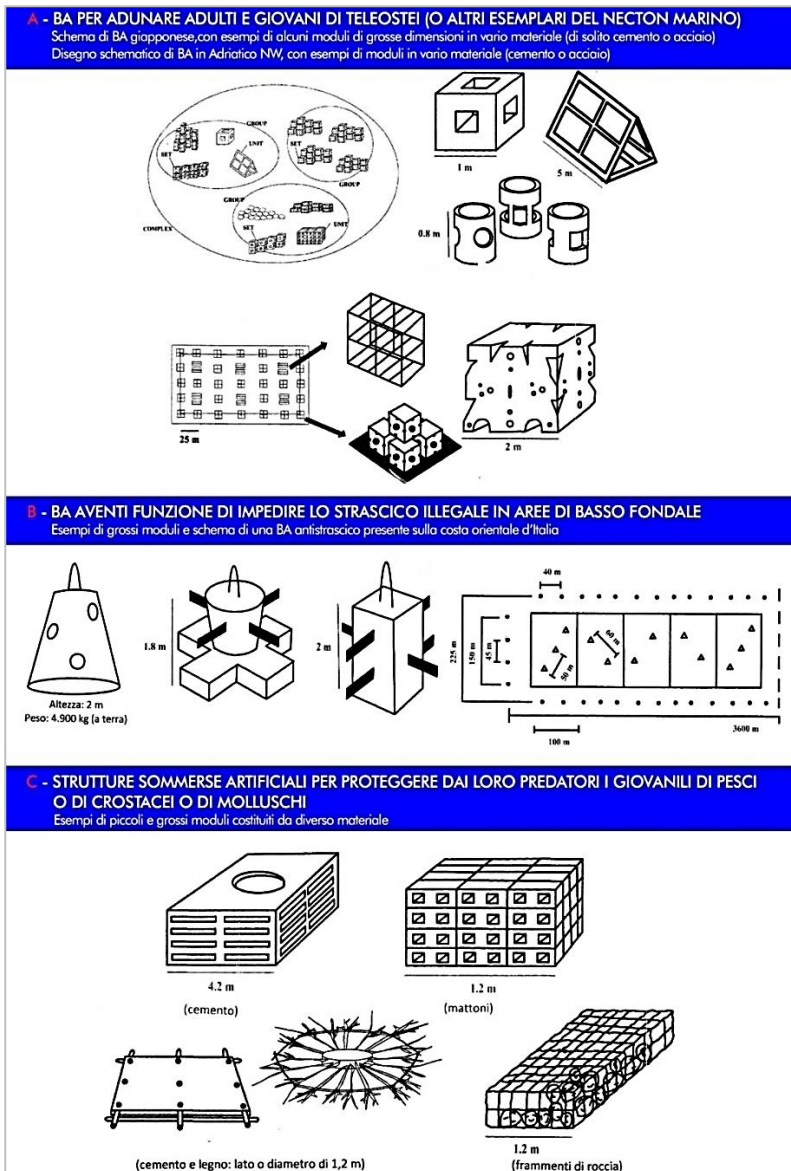 A - BA PER ADUNARE ADULTI E GIOVANI DI TELEOSTEI (O ALTRI ESEMPLARI DEL NECTON MARINO)
Schema di BA giapponese,con esempi di alcuni moduli di grosse dimensioni in vario materiale (di solito cemento o acciaio)
Disegno schematico di BA in Adriatico NW, con esempi di moduli in vario materiale (cemento o acciaio)
GROUP
SET
UNIT
SET
GROUP
GROUP
SET
UNIT
COMPLEX
1 m
5 m
0.8 m
25 m
2 m
B - BA AVENTI FUNZIONE DI IMPEDIRE LO STRASCICO ILLEGALE IN AREE DI BASSO FONDALE
Esempi di grossi moduli e schema di una BA antistrascico presente sulla costa orientale d'Italia
Altezza: 2 m
Peso: 4.900 kg (a terra)
1.8 m
2 m
40 m
225 m
150 m
45 m
50 m
60 m
100 m
3600 m
C - STRUTTURE SOMMERSE ARTIFICIALI PER PROTEGGERE DAI LORO PREDATORI I GIOVANILI DI PESCI
O DI CROSTACEI O DI MOLLUSCHI
Esempi di piccoli e grossi moduli costituiti da diverso materiale
4.2 m
(cemento)
1.2 m
(mattoni)
(cemento e legno: lato o diametro di 1,2 m)
1.2 m
(frammenti di roccia)